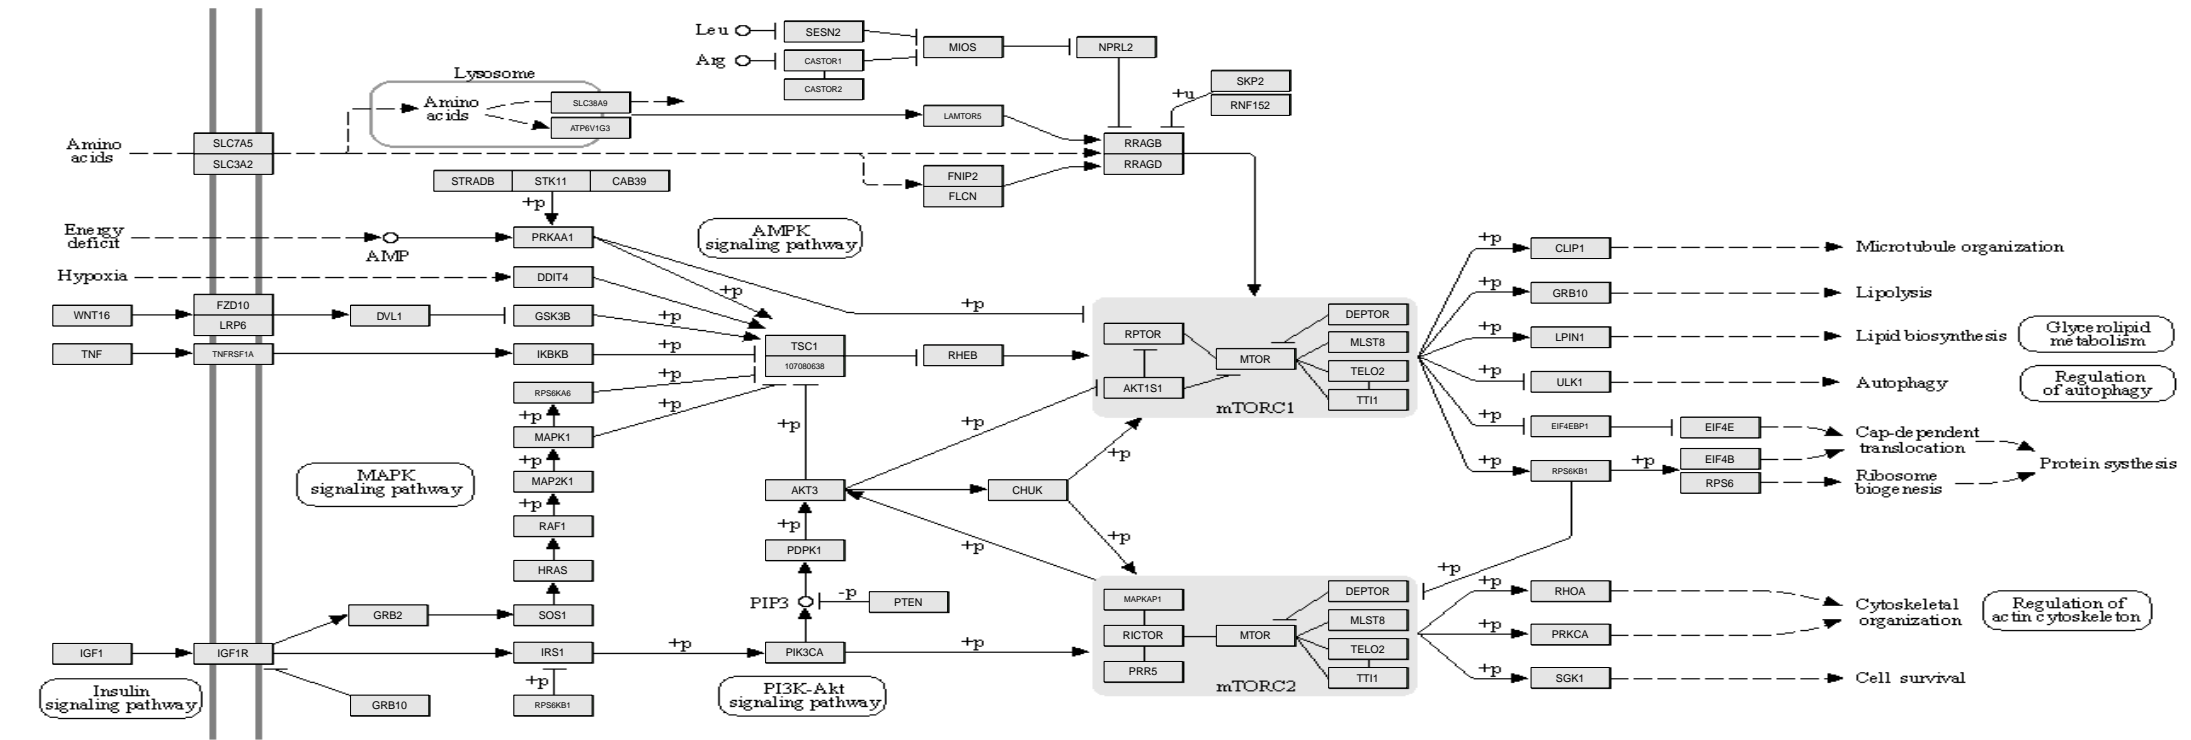 Leu
SESN2
MIOS
NPRL2
Arg
CASTOR1
CASTOR2
SKP2
+u
RNF152
Lysosome
Amino
acids
SLC38A9
ATP6V1G3
LAMTOR5
Amino
acids
SLC7A5
SLC3A2
RRAGB
RRAGD
FNIP2
FLCN
STRADB
STK11
CAB39
+p
Energy
deficit
AMP
PRKAA1
AMPK
signaling pathway
Hypoxia
DDIT4
+p
+p
WNT16
FZD10
LRP6
DVL1
GSK3B
+p
TNF
TNFRSF1A
IKBKB
+p
TSC1
107080638
RHEB
RPS6KA6
+p
+p
MAPK1
+p
+p
MAP2K1
+p
RAF1
HRAS
SOS1
GRB2
MAPK
signaling pathway
RPTOR
AKT1S1
MTOR
DEPTOR
MLST8
TELO2
TTI1
mTORC1
+p
CLIP1
Microtubule organization
+p
GRB10
Lipolysis
+p
LPIN1
Lipid biosynthesis
Glycerolipid
metabolism
+p
ULK1
Autophagy
Regulation
of autophagy
+p
EIF4EBP1
EIF4E
Cap-dependent
translocation
+p
RPS6KB1
+p
EIF4B
RPS6
Ribosome
biogenesis
Protein systhesis
+p
+p
AKT3
CHUK
+p
+p
+p
+p
PDPK1
PIP3
-p
PTEN
IGF1
IGF1R
IRS1
+p
PIK3CA
+p
+p
RPS6KB1
GRB10
Insulin
signaling pathway
PI3K-Akt
signaling pathway
MAPKAP1
RICTOR
PRR5
MTOR
DEPTOR
MLST8
TELO2
TTI1
mTORC2
+p
+p
RHOA
+p
PRKCA
Cytoskeletal
organization
Regulation of
actin cytoskeleton
+p
SGK1
Cell survival